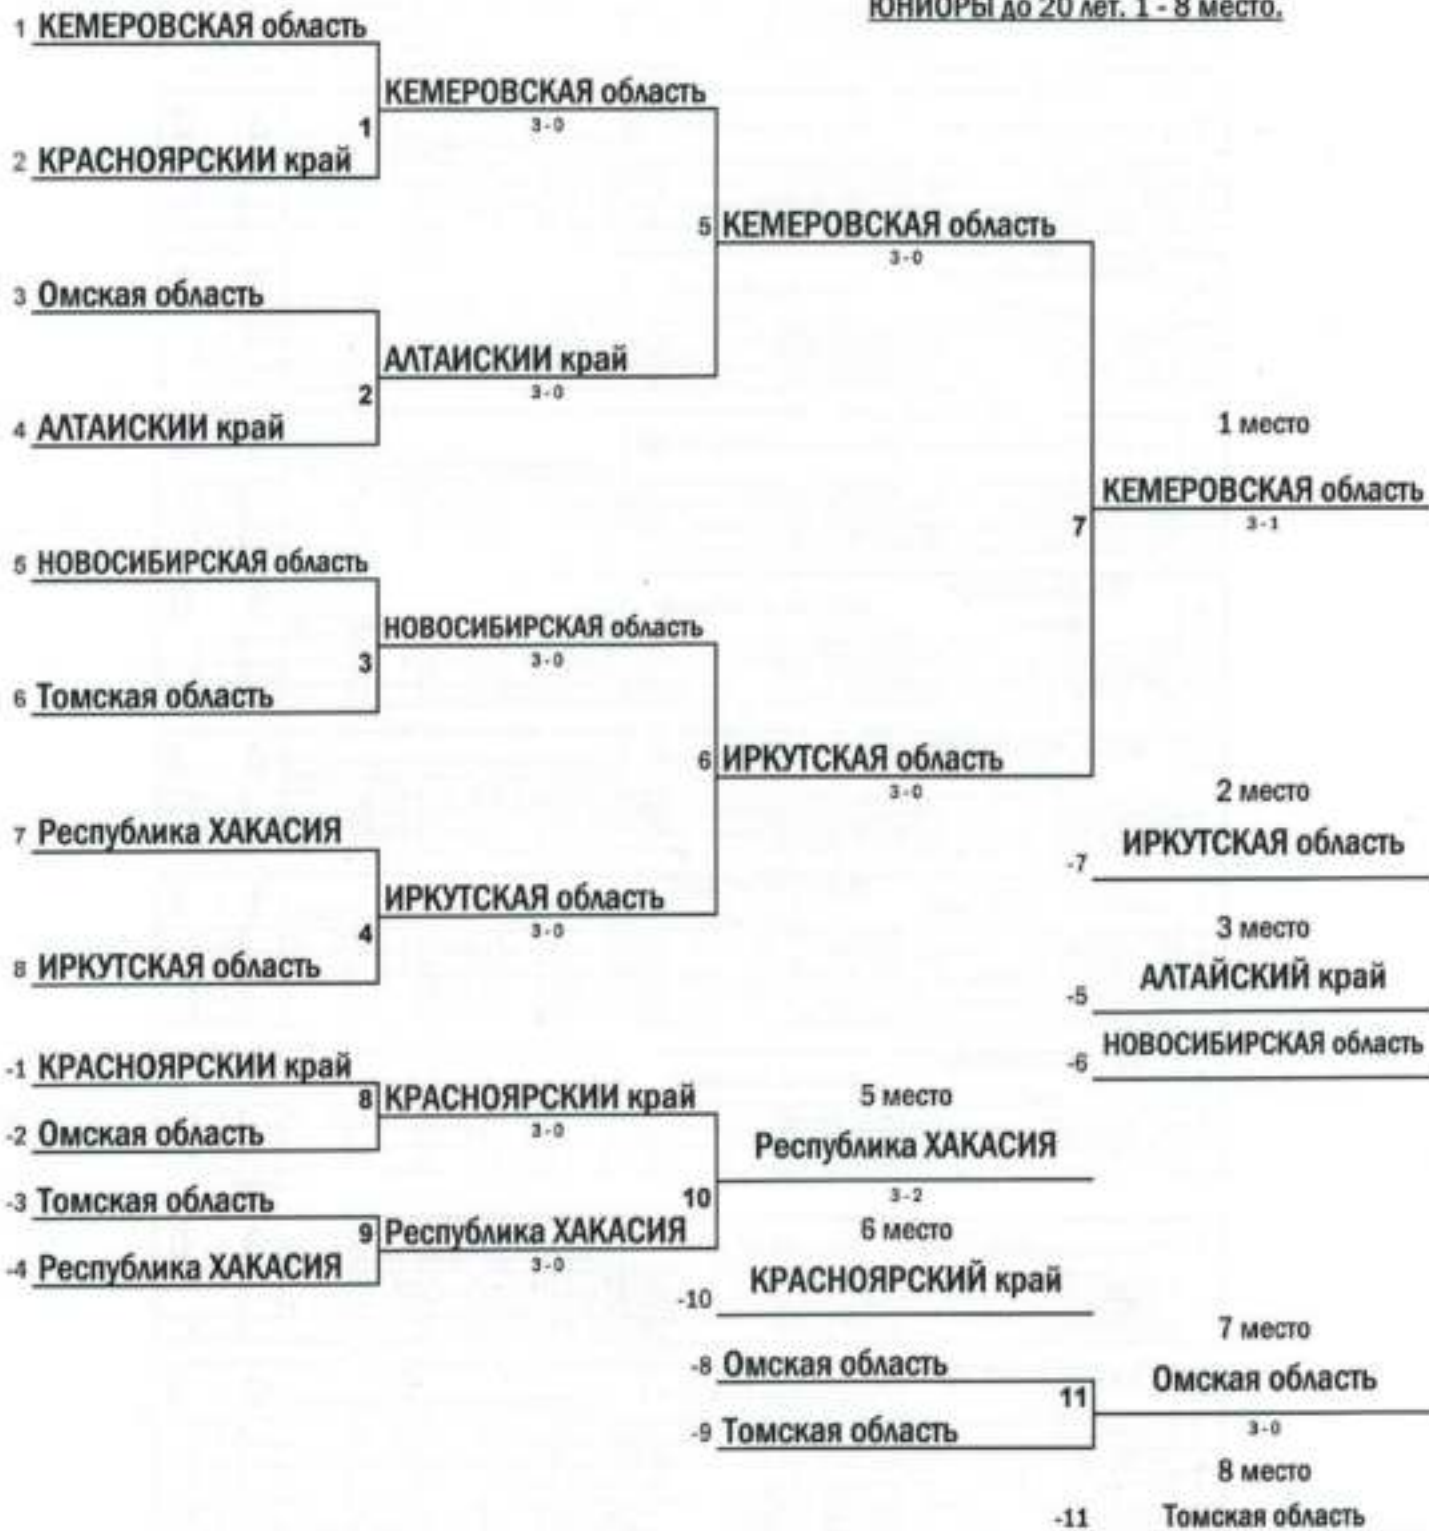 ЮНИОРЫ до 20 лет. 1 - 8 место.
1 КЕМЕРОВСКАЯ область
КЕМЕРОВСКАЯ область
1 3-0
2 КРАСНОЯРСКИИ край
5 КЕМЕРОВСКАЯ область
3-0
3 Омская область
АЛТАИСКИИ край
2 3-0
4 АЛТАИСКИИ край
1 место
КЕМЕРОВСКАЯ область
7 3-1
5 НОВОСИБИРСКАЯ область
НОВОСИБИРСКАЯ область
3 3-0
6 Томская область
6 ИРКУТСКАЯ область
3-0
2 место
7 Республика ХАКАСИЯ
-7 ИРКУТСКАЯ область
ИРКУТСКАЯ область
4 3-0
3 место
8 ИРКУТСКАЯ область
-5 АЛТАЙСКИЙ край
-6 НОВОСИБИРСКАЯ область
-1 КРАСНОЯРСКИИ край
8 КРАСНОЯРСКИИ край
3-0
5 место
-2 Омская область
Республика ХАКАСИЯ
10 3-2
-3 Томская область
9 Республика ХАКАСИЯ
3-0
6 место
-4 Республика ХАКАСИЯ
-10 КРАСНОЯРСКИЙ край
7 место
-8 Омская область
11 Омская область
3-0
-9 Томская область
8 место
-11 Томская область